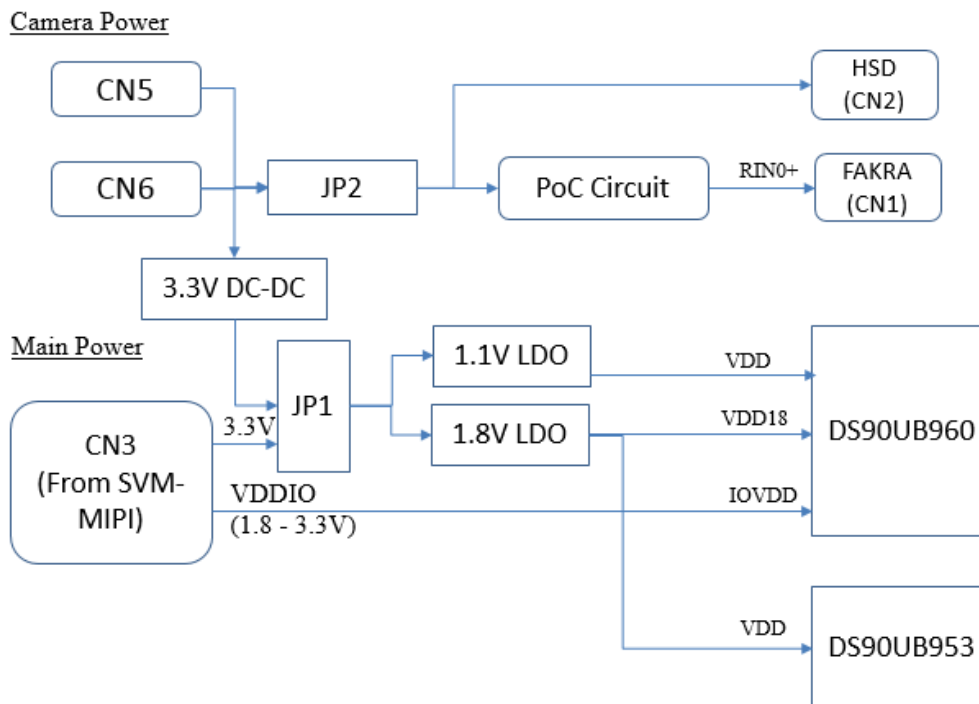 Camera Power
CN5
HSD
(CN2)
CN6
JP2
PoC Circuit
RIN0+
FAKRA
(CN1)
3.3V DC-DC
Main Power
1.1V LDO
VDD
JP1
3.3V
1.8V LDO
VDD18
DS90UB960
CN3
(From SVM-
MIPI)
VDDIO
(1.8 - 3.3V)
IOVDD
VDD
DS90UB953